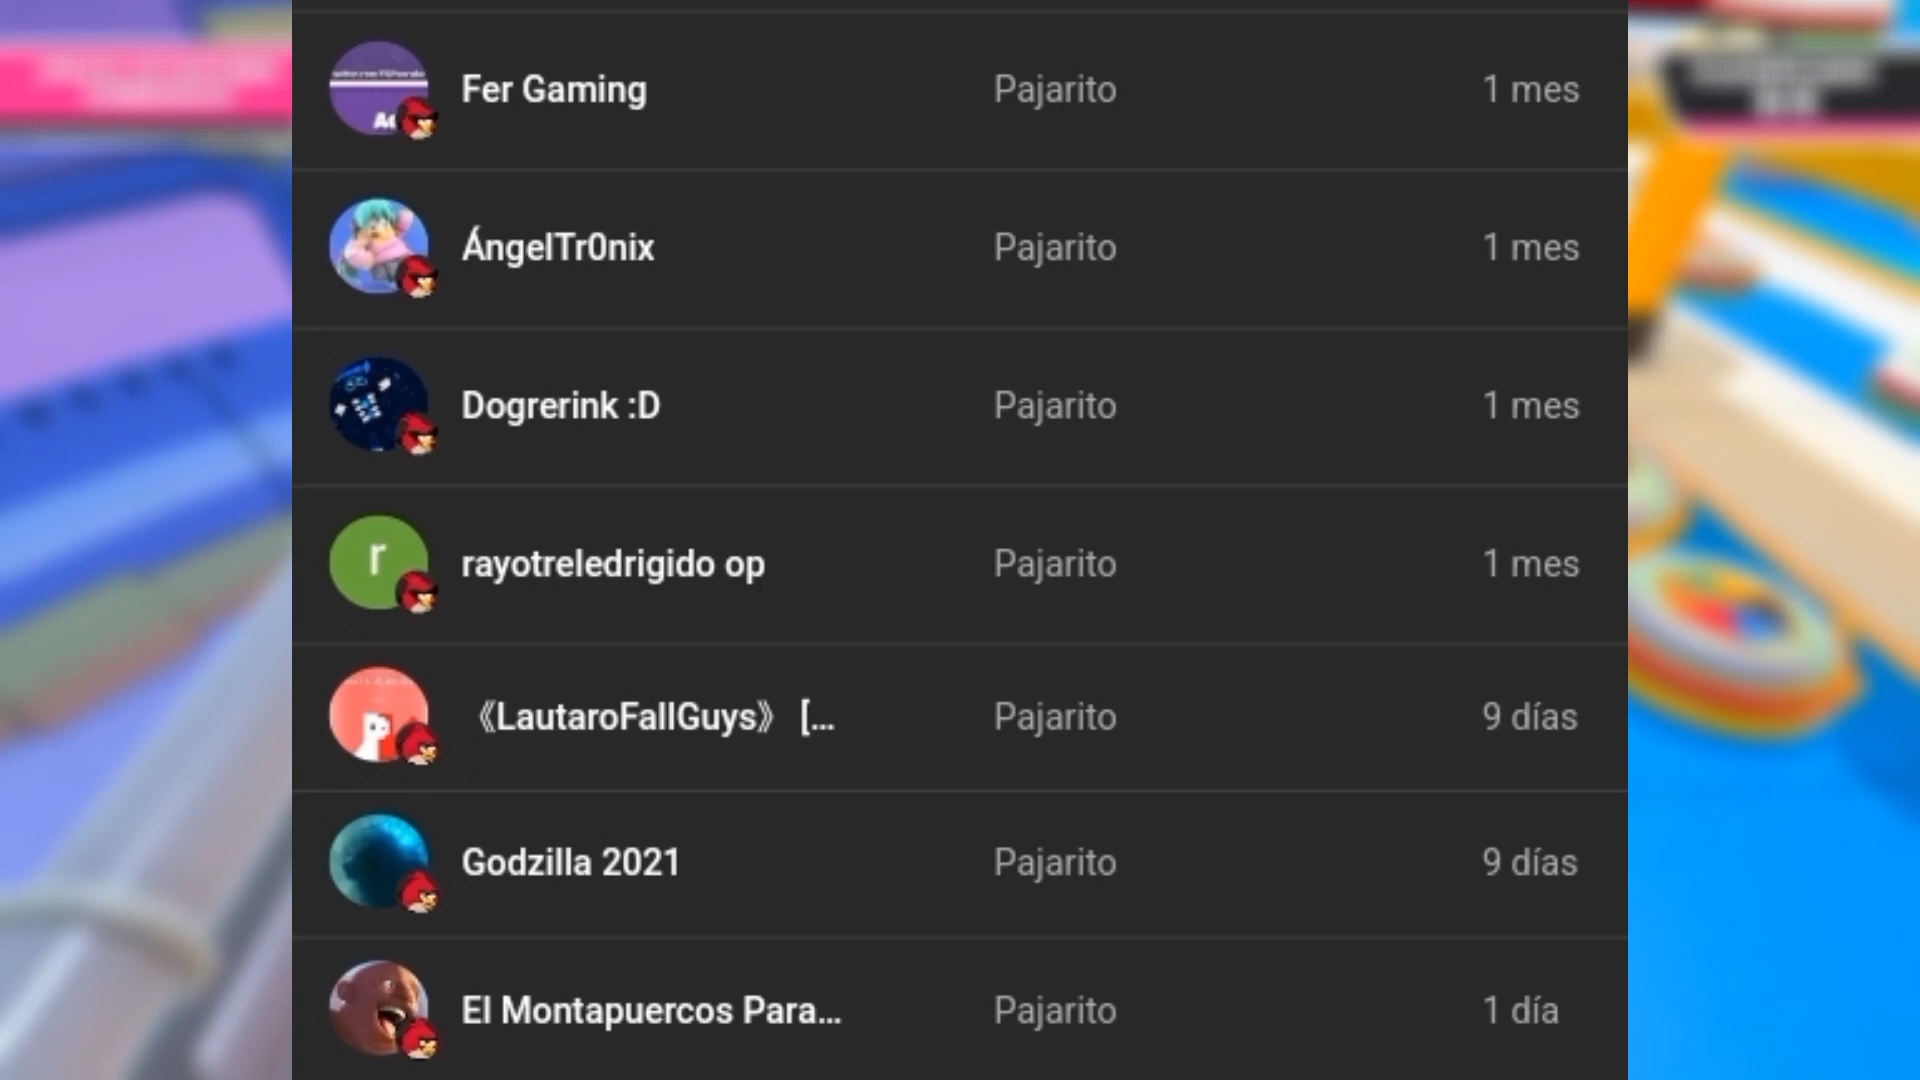 Fer Gaming Pajarito 1 mes
ÁngelTr0nix Pajarito 1 mes
Dogrerink :D Pajarito 1 mes
r
rayotreledrigido op Pajarito 1 mes
《LautaroFallGuys》 [... Pajarito 9 días
Godzilla 2021 Pajarito 9 días
El Montapuercos Para... Pajarito 1 día